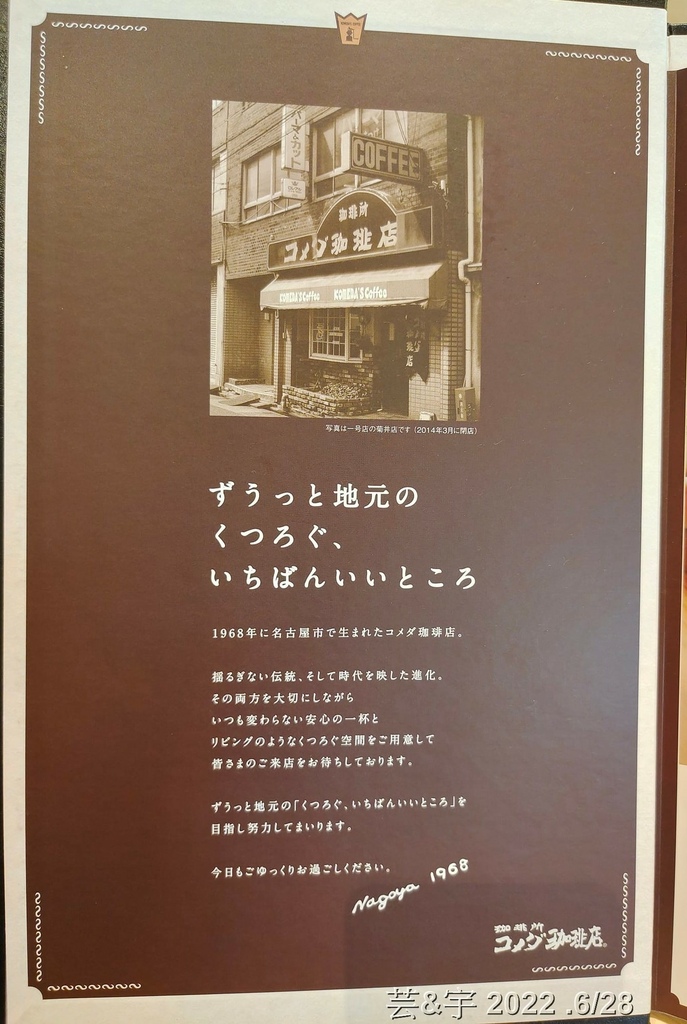 パーマ&カット
COFFEE
珈琲所
コメダ珈琲店
KOMEDA'S Coffee KOMEDA'S Coffee
写真は一号店の菊井店です(2014年3月に閉店)
ずうっと地元の
くつろぐ、
いちばんいいところ
1968年に名古屋市で生まれたコメダ珈琲店。
揺るぎない伝統、そして時代を映した進化。
その両方を大切にしながら
いつも変わらない安心の一杯と
リビングのようなくつろぐ空間をご用意して
皆さまのご来店をお待ちしております。
ずうっと地元の「くつろぐ、いちばんいいところ」を
目指し努力してまいります。
今日もごゆっくりお過ごしください。
Nagoya 1968
珈琲所
コメダ珈琲店®
芸&宇 2022 .6/28